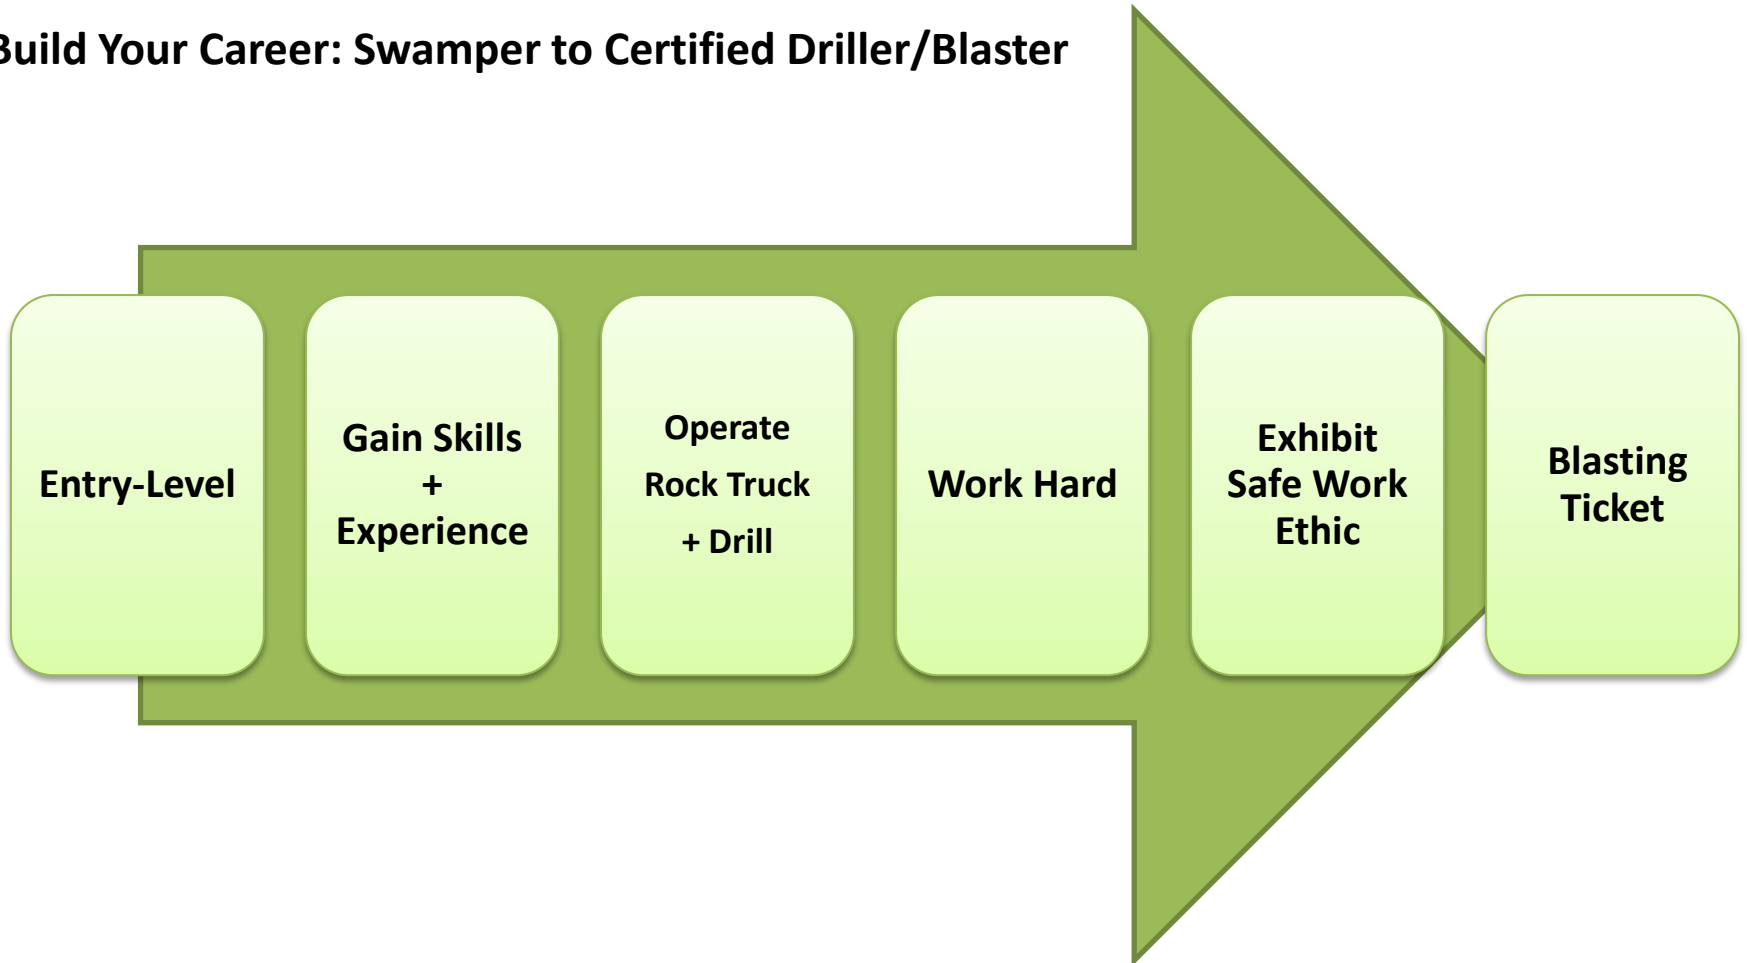 Build Your Career: Swamper to Certified Driller/Blaster
Entry-Level
Gain Skills
+
Experience
Operate
Rock Truck
+ Drill
Work Hard
Exhibit
Safe Work
Ethic
Blasting
Ticket